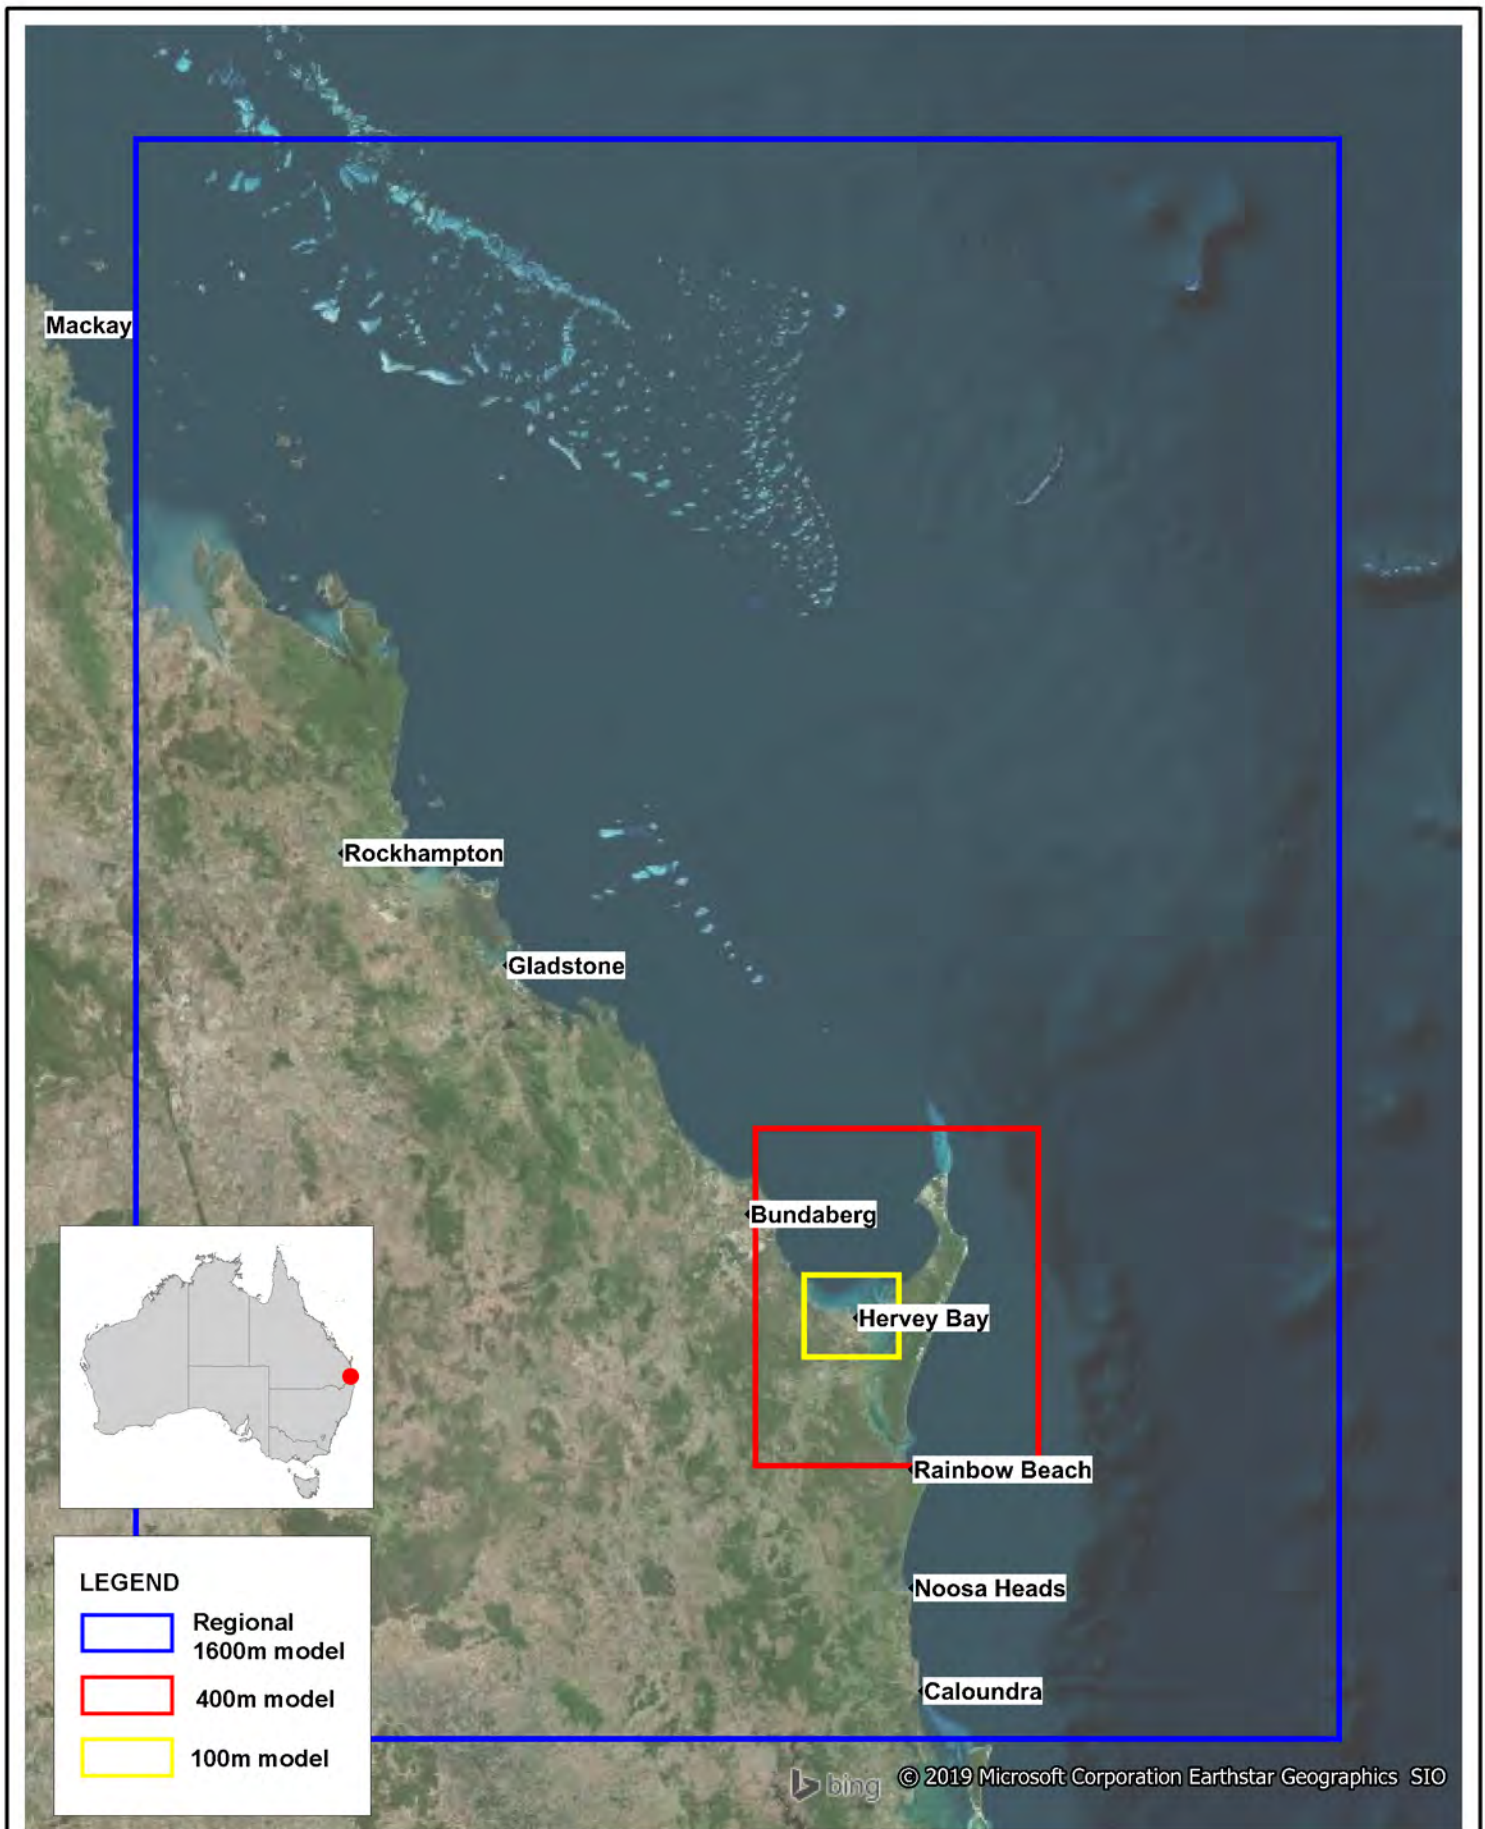 Mackay
Rockhampton
Gladstone
Bundaberg
Hervey Bay
Rainbow Beach
Noosa Heads
Caloundra
LEGEND
Regional
1600m model
400m model
100m model
bing
© 2019 Microsoft Corporation Earthstar Geographics SIO